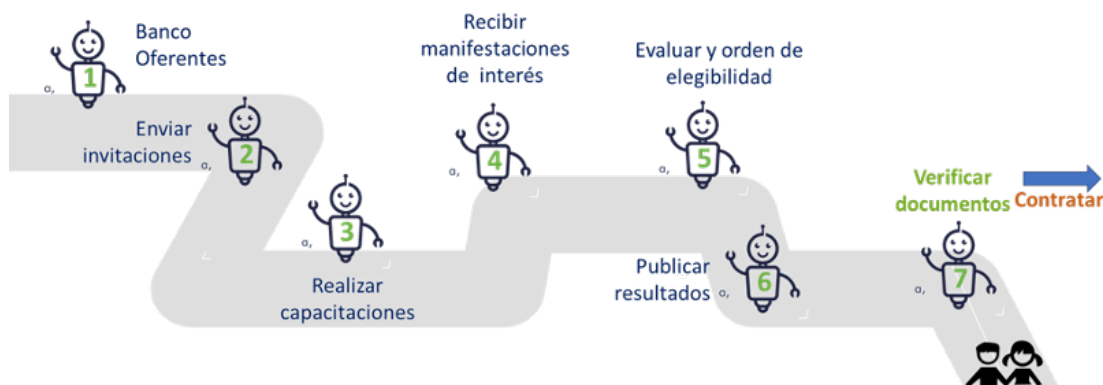 Banco
Oferentes
1
α,
Enviar
invitaciones
2
α,
3
α,
Realizar
capacitaciones
Recibir
manifestaciones
de interés
4
α,
Evaluar y orden de
elegibilidad
5
α,
Publicar
resultados
6
α,
Verificar
documentos
Contratar
7
α,